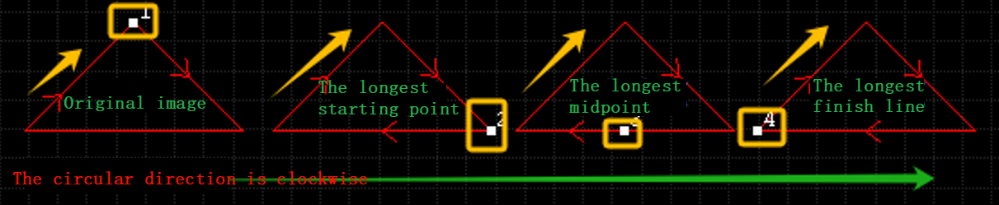 1
Original image
The longest
starting point
2
The longest
midpoint
The longest
finish line
4
The circular direction is clockwise